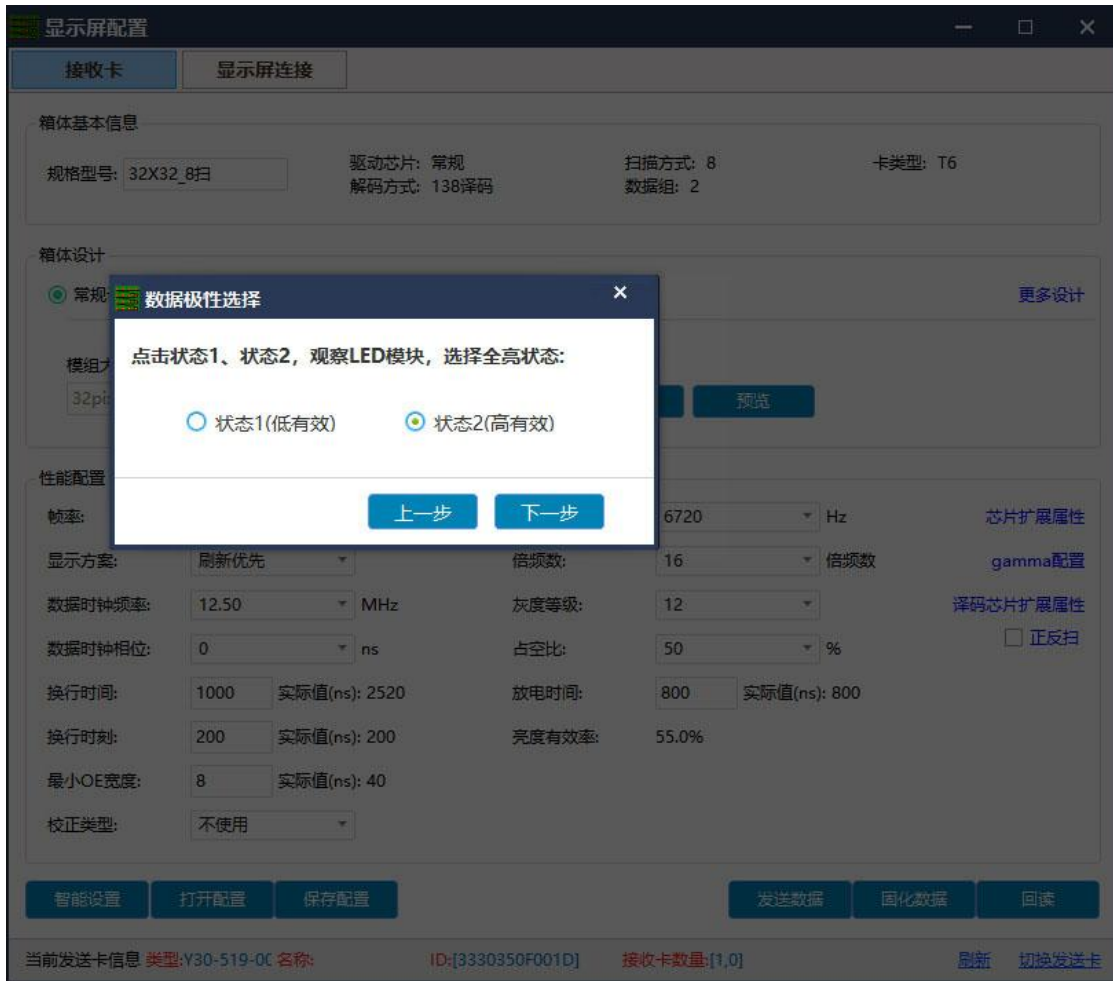 显示屏配置
接收卡 显示屏连接
箱体基本信息
规格型号: 32X32_8扫 驱动芯片: 常规 扫描方式: 8 卡类型: T6
解码方式: 138译码 数据组: 2
箱体设计
常规 更多设计
数据极性选择
点击状态1、状态2，观察LED模块，选择全亮状态:
模组大
32pi 预览
状态1(低有效) 状态2(高有效)
上一步 下一步
性能配置
帧率: 6720 Hz 芯片扩展属性
显示方案: 刷新优先 倍频数: 16 倍频数 gamma配置
数据时钟频率: 12.50 MHz 灰度等级: 12 译码芯片扩展属性
数据时钟相位: 0 ns 占空比: 50 % 正反扫
换行时间: 1000 实际值(ns): 2520 放电时间: 800 实际值(ns): 800
换行时刻: 200 实际值(ns): 200 亮度有效率: 55.0%
最小OE宽度: 8 实际值(ns): 40
校正类型: 不使用
智能设置 打开配置 保存配置 发送数据 固化数据 回读
当前发送卡信息 类型:Y30-519-0C 名称: ID:[3330350F001D] 接收卡数量:[1,0] 刷新 切换发送卡